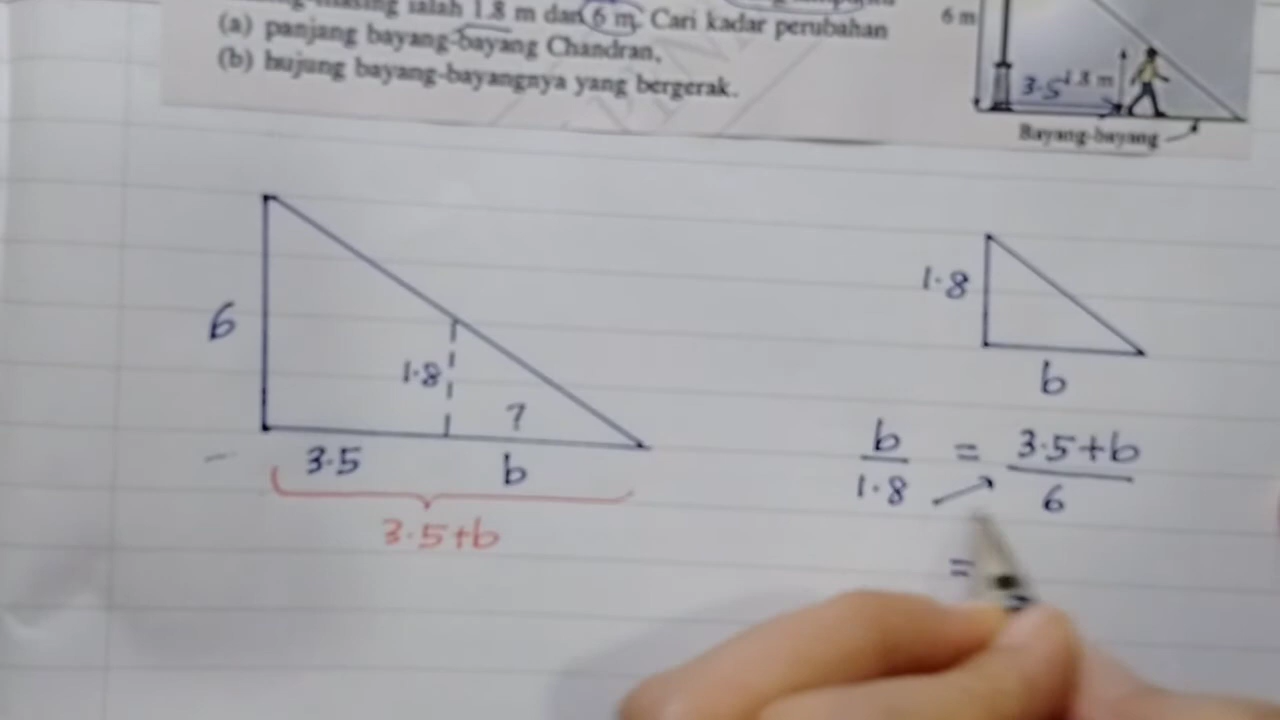 ialah 1.8 m dan 6 m. Cari kadar perubahan
(a) panjang bayang-bayang Chandran,
(b) hujung bayang-bayangnya yang bergerak.
6 m
3.5
1.8 m
Bayang-bayang
6
1.8
?
3.5
b
3.5+b
1.8
b
b/1.8 = 3.5+b/6
=